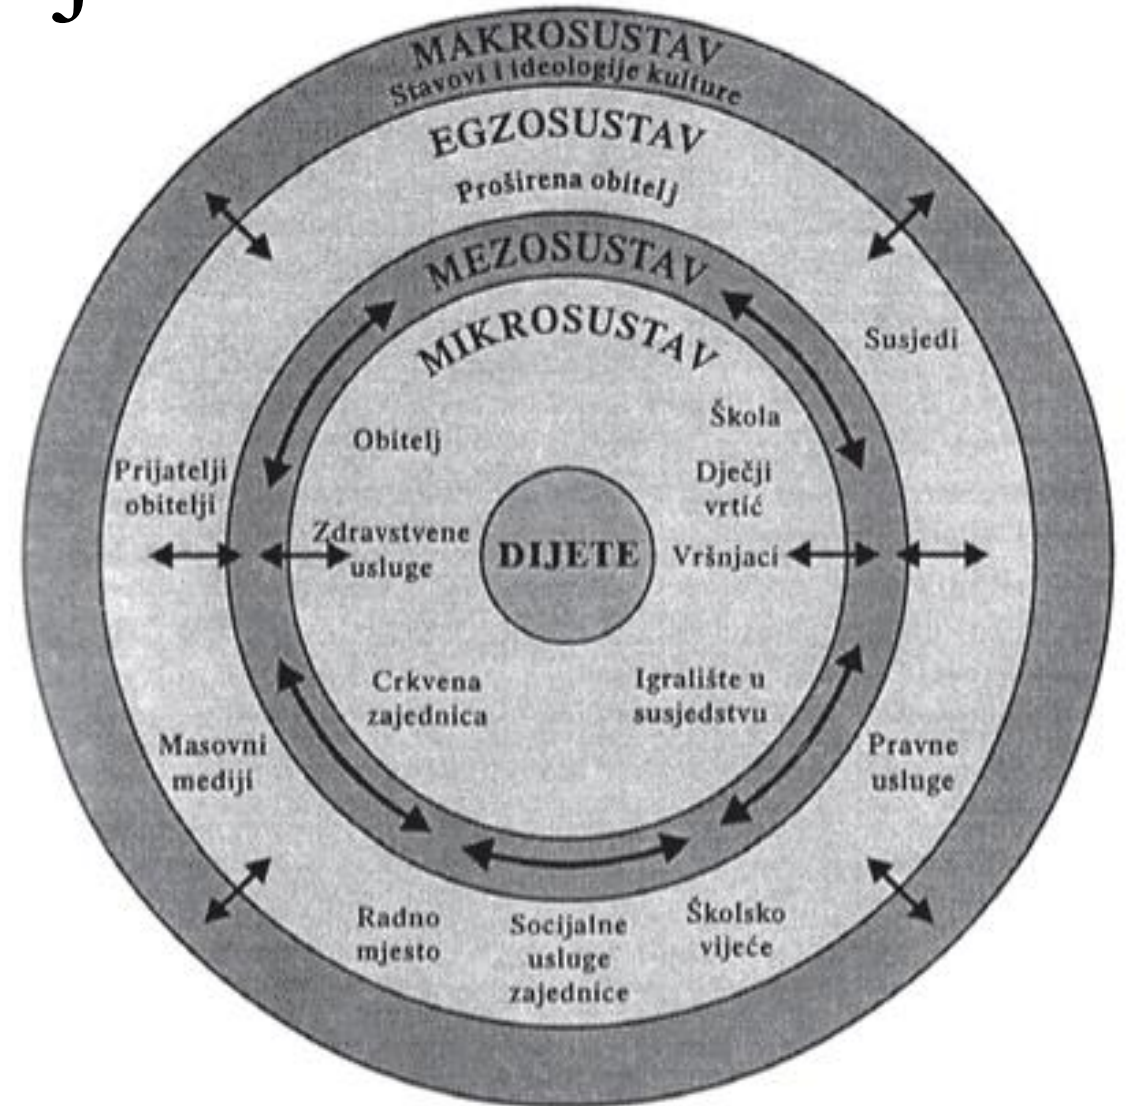 MAKROSUSTAV
Stavovi i ideologije kulture
EGZOSUSTAV
Proširena obitelj
MEZOSUSTAV
MIKROSUSTAV
Susjedi
Škola
Obitelj
Dječji
vrtić
Prijatelji
obitelji
Zdravstvene
usluge
DIJETE
Vršnjaci
Crkvena
zajednica
Igralište u
susjedstvu
Masovni
mediji
Pravne
usluge
Radno
mjesto
Socijalne
usluge
zajednice
Školsko
vijeće